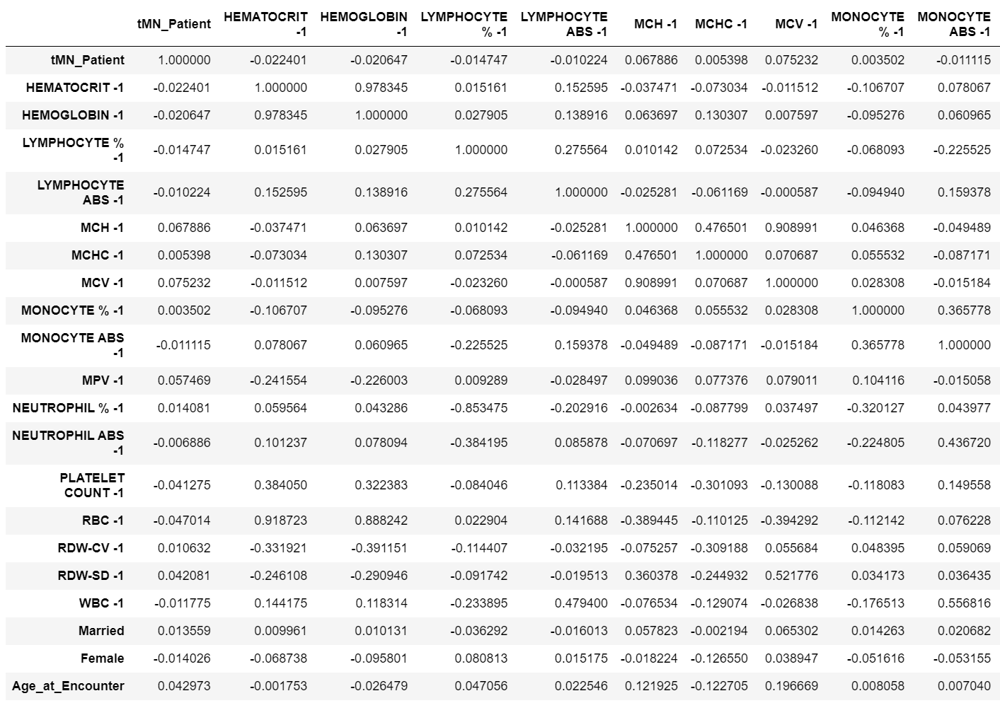 tMN_Patient HEMATOCRIT -1 HEMOGLOBIN -1 LYMPHOCYTE % -1 LYMPHOCYTE ABS -1 MCH -1 MCHC -1 MCV -1 MONOCYTE % -1 MONOCYTE ABS -1
tMN_Patient 1.000000 -0.022401 -0.020647 -0.014747 -0.010224 0.067886 0.005398 0.075232 0.003502 -0.011115
HEMATOCRIT -1 -0.022401 1.000000 0.978345 0.015161 0.152595 -0.037471 -0.073034 -0.011512 -0.106707 0.078067
HEMOGLOBIN -1 -0.020647 0.978345 1.000000 0.027905 0.138916 0.063697 0.130307 0.007597 -0.095276 0.060965
LYMPHOCYTE % -1 -0.014747 0.015161 0.027905 1.000000 0.275564 0.010142 0.072534 -0.023260 -0.068093 -0.225525
LYMPHOCYTE ABS -1 -0.010224 0.152595 0.138916 0.275564 1.000000 -0.025281 -0.061169 -0.000587 -0.094940 0.159378
MCH -1 0.067886 -0.037471 0.063697 0.010142 -0.025281 1.000000 0.476501 0.908991 0.046368 -0.049489
MCHC -1 0.005398 -0.073034 0.130307 0.072534 -0.061169 0.476501 1.000000 0.070687 0.055532 -0.087171
MCV -1 0.075232 -0.011512 0.007597 -0.023260 -0.000587 0.908991 0.070687 1.000000 0.028308 -0.015184
MONOCYTE % -1 0.003502 -0.106707 -0.095276 -0.068093 -0.094940 0.046368 0.055532 0.028308 1.000000 0.365778
MONOCYTE ABS -1 -0.011115 0.078067 0.060965 -0.225525 0.159378 -0.049489 -0.087171 -0.015184 0.365778 1.000000
MPV -1 0.057469 -0.241554 -0.226003 0.009289 -0.028497 0.099036 0.077376 0.079011 0.104116 -0.015058
NEUTROPHIL % -1 0.014081 0.059564 0.043286 -0.853475 -0.202916 -0.002634 -0.087799 0.037497 -0.320127 0.043977
NEUTROPHIL ABS -1 -0.006886 0.101237 0.078094 -0.384195 0.085878 -0.070697 -0.118277 -0.025262 -0.224805 0.436720
PLATELET COUNT -1 -0.041275 0.384050 0.322383 -0.084046 0.113384 -0.235014 -0.301093 -0.130088 -0.118083 0.149558
RBC -1 -0.047014 0.918723 0.888242 0.022904 0.141688 -0.389445 -0.110125 -0.394292 -0.112142 0.076228
RDW-CV -1 0.010632 -0.331921 -0.391151 -0.114407 -0.032195 -0.075257 -0.309188 0.055684 0.048395 0.059069
RDW-SD -1 0.042081 -0.246108 -0.290946 -0.091742 -0.019513 0.360378 -0.244932 0.521776 0.034173 0.036435
WBC -1 -0.011775 0.144175 0.118314 -0.233895 0.479400 -0.076534 -0.129074 -0.026838 -0.176513 0.556816
Married 0.013559 0.009961 0.010131 -0.036292 -0.016013 0.057823 -0.002194 0.065302 0.014263 0.020682
Female -0.014026 -0.068738 -0.095801 0.080813 0.015175 -0.018224 -0.126550 0.038947 -0.051616 -0.053155
Age_at_Encounter 0.042973 -0.001753 -0.026479 0.047056 0.022546 0.121925 -0.122705 0.196669 0.008058 0.007040